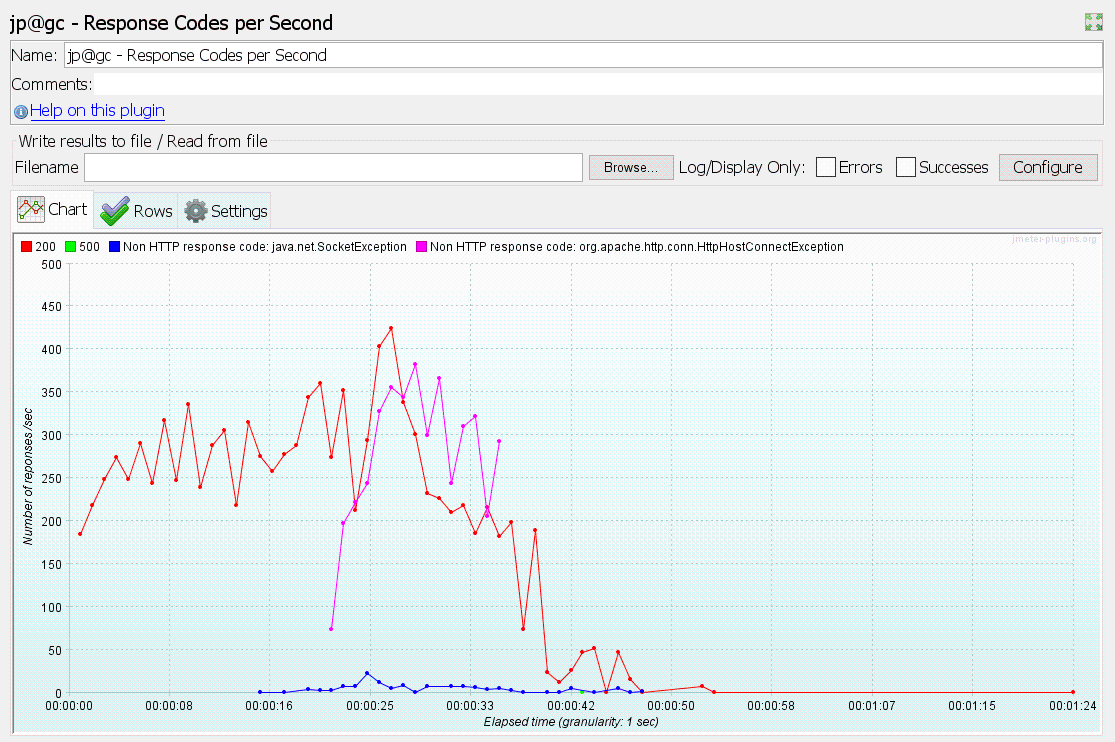 jp@gc - Response Codes per Second
Name: jp@gc - Response Codes per Second
Comments:
Help on this plugin
Write results to file / Read from file
Filename Browse... Log/Display Only: Errors Successes Configure
Chart Rows Settings
200 500 Non HTTP response code: java.net.SocketException Non HTTP response code: org.apache.http.conn.HttpHostConnectException
jmeter-plugins.org
500
450
400
350
300
250
200
150
100
50
0
Number of reponses /sec
00:00:00 00:00:08 00:00:16 00:00:25 00:00:33 00:00:42 00:00:50 00:00:58 00:01:07 00:01:15 00:01:24
Elapsed time (granularity: 1 sec)